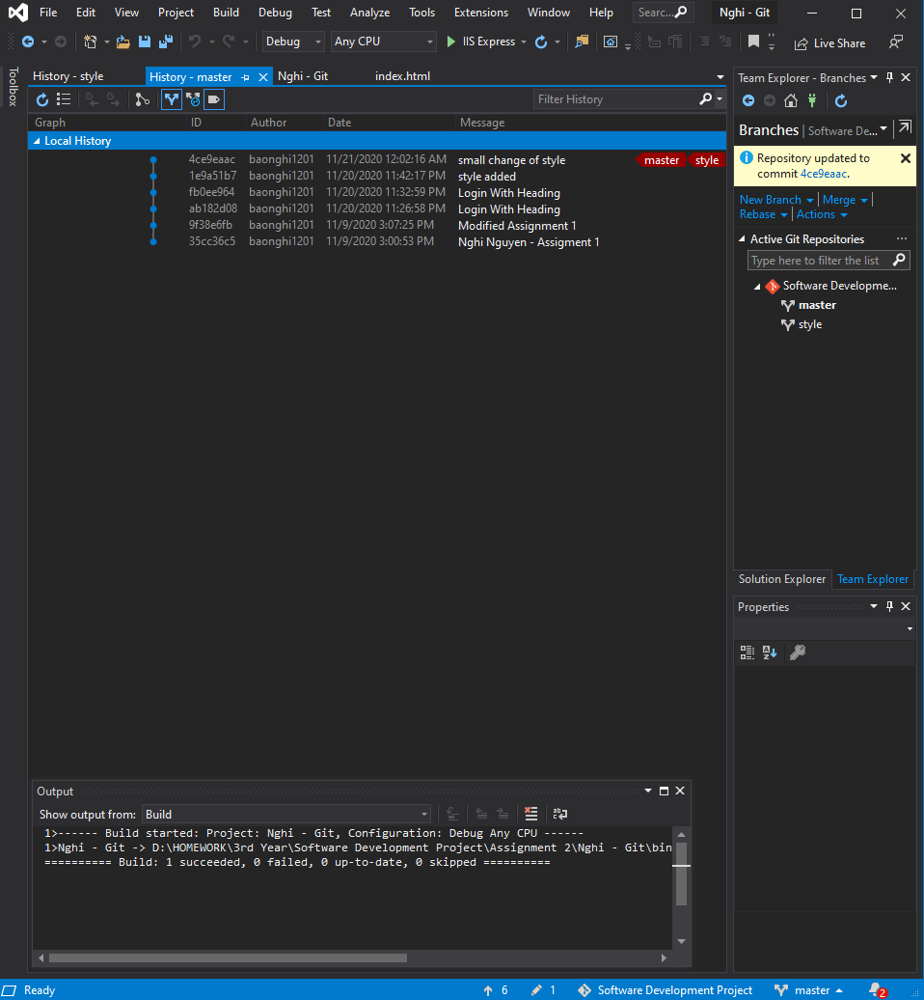 File Edit View Project Build Debug Test Analyze Tools Extensions Window Help Searc... Nghi - Git
Debug Any CPU IIS Express Live Share
Toolbox
History - style History - master Nghi - Git index.html
Filter History
Graph ID Author Date Message
Local History
4ce9eaac baonghi1201 11/21/2020 12:02:16 AM small change of style master style
1e9a51b7 baonghi1201 11/20/2020 11:42:17 PM style added
fb0ee964 baonghi1201 11/20/2020 11:32:59 PM Login With Heading
ab182d08 baonghi1201 11/20/2020 11:26:58 PM Login With Heading
9f38e6fb baonghi1201 11/9/2020 3:07:25 PM Modified Assignment 1
35cc36c5 baonghi1201 11/9/2020 3:00:53 PM Nghi Nguyen - Assigment 1
Team Explorer - Branches
Branches | Software De...
Repository updated to
commit 4ce9eaac.
New Branch Merge
Rebase Actions
Active Git Repositories ...
Type here to filter the list
Software Developme...
master
style
Solution Explorer Team Explorer
Properties
Output
Show output from: Build
1>------ Build started: Project: Nghi - Git, Configuration: Debug Any CPU ------
1>Nghi - Git -> D:\HOMEWORK\3rd Year\Software Development Project\Assignment 2\Nghi - Git\bin
========== Build: 1 succeeded, 0 failed, 0 up-to-date, 0 skipped ==========
Ready 6 1 Software Development Project master 2